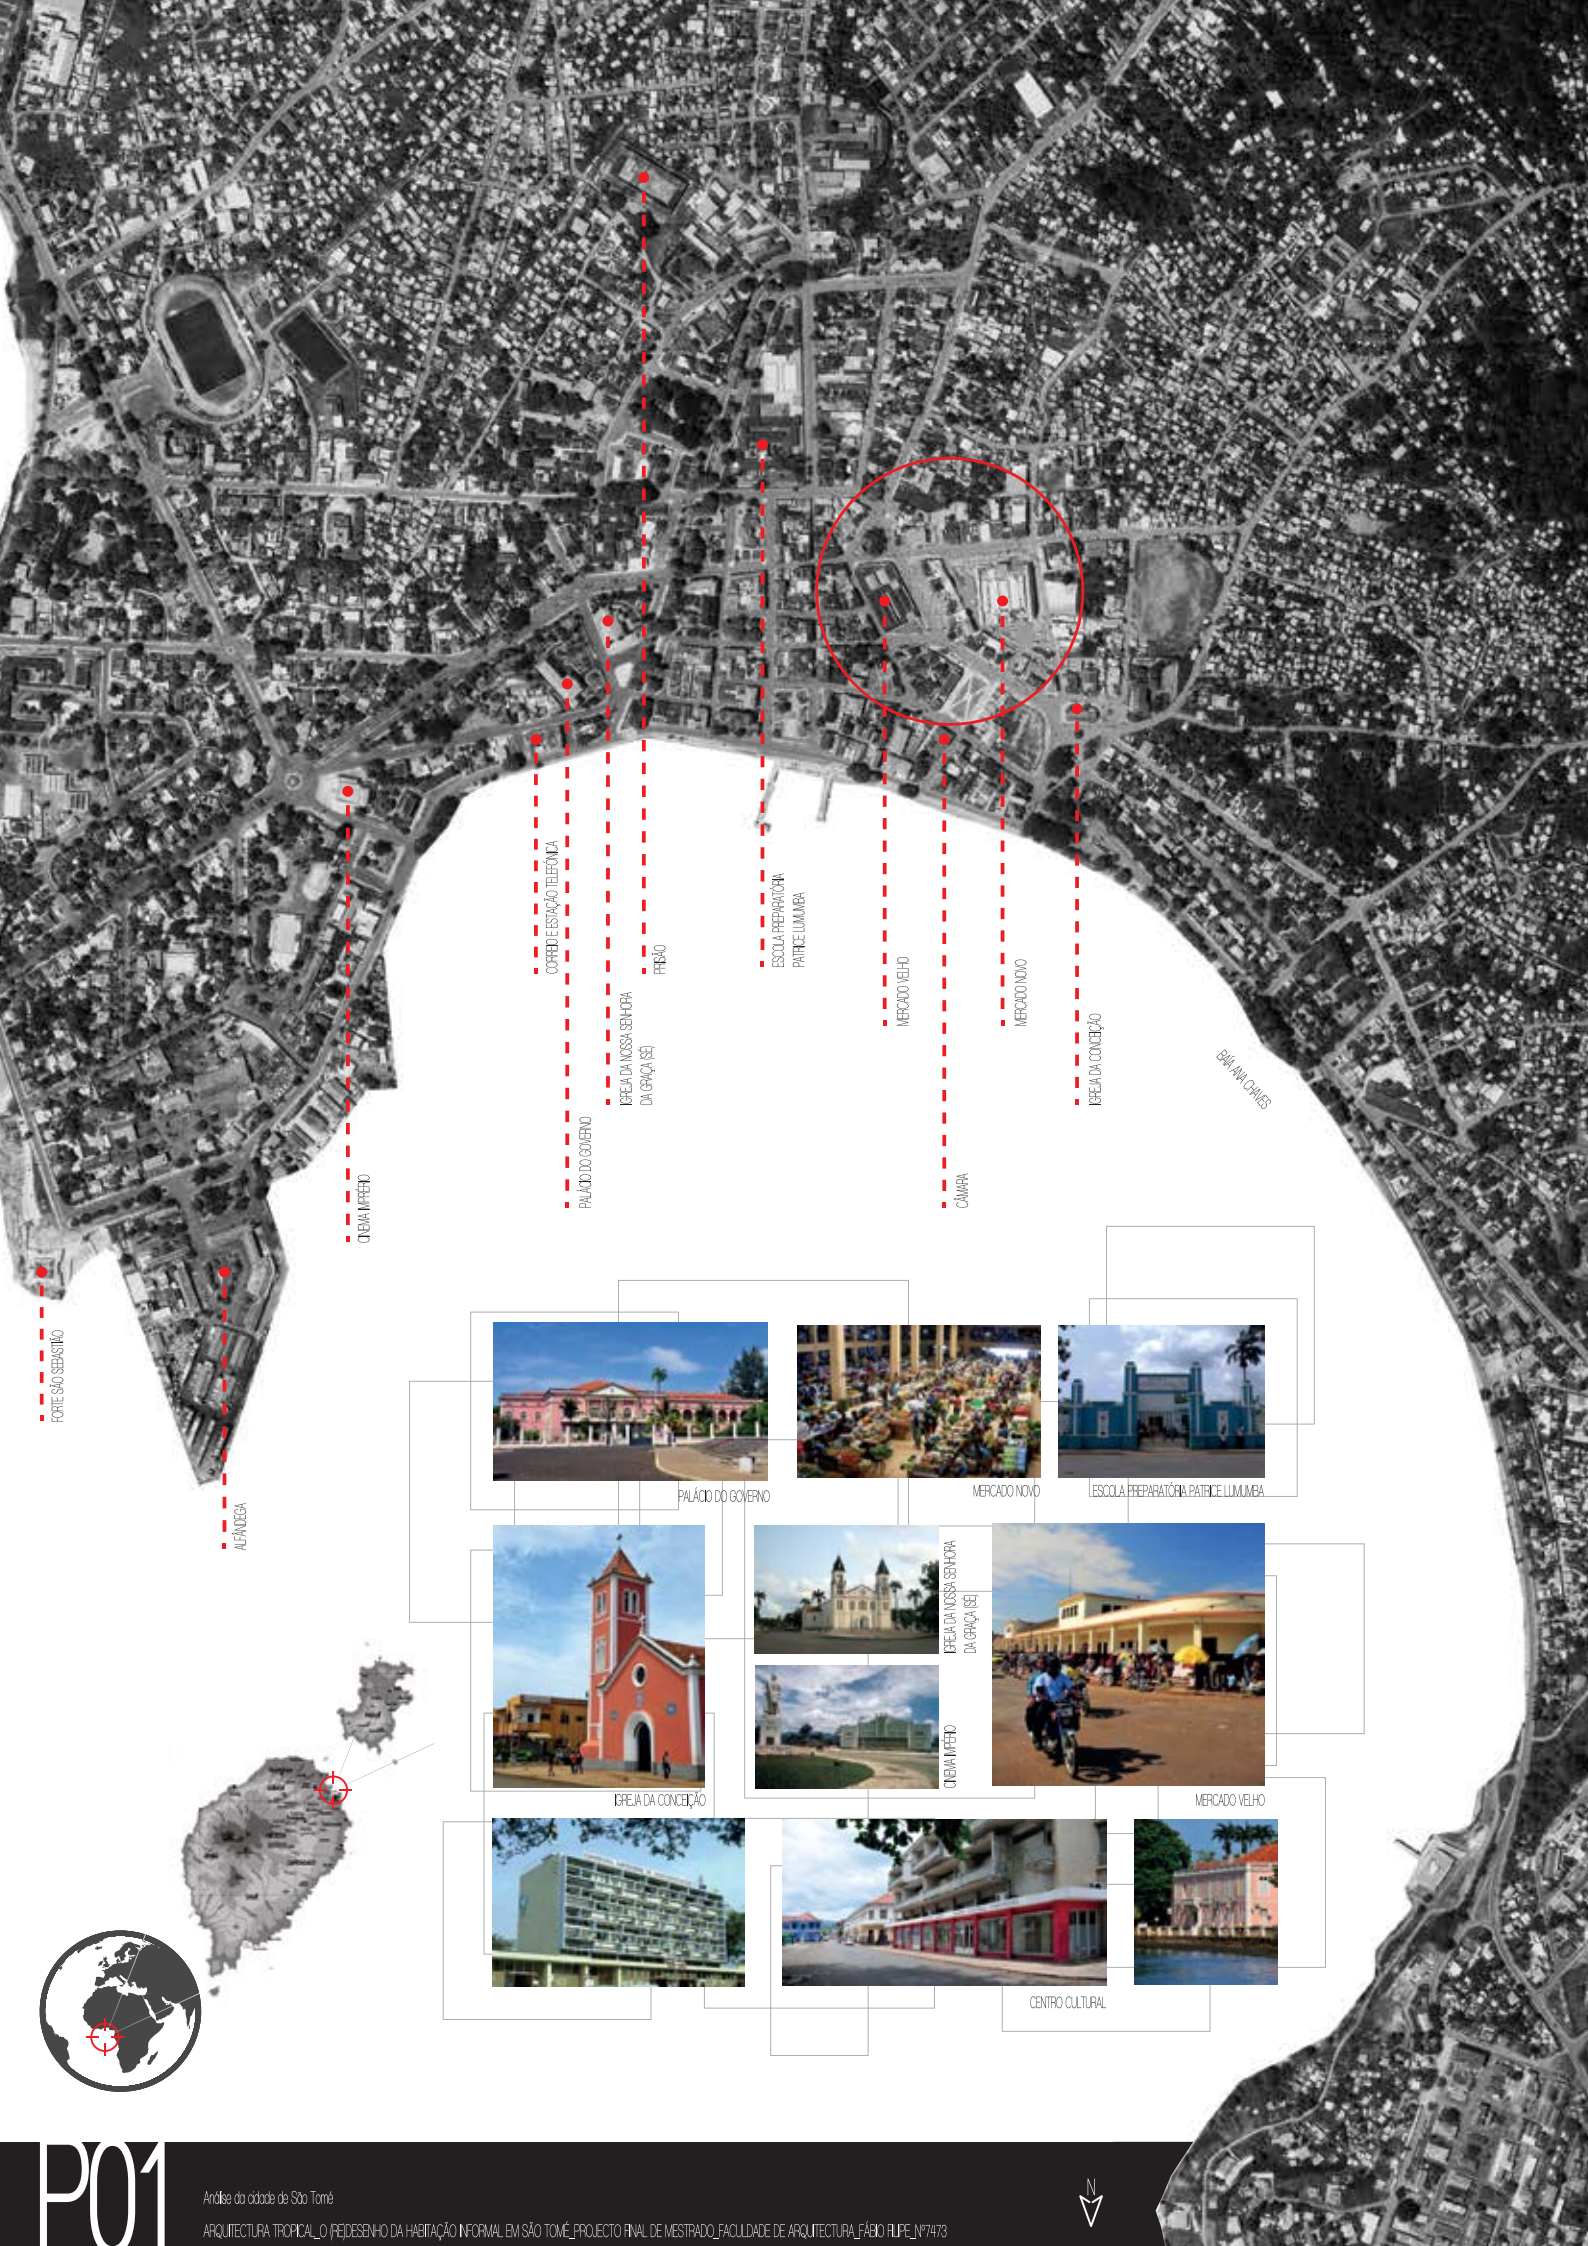 CORREIO E ESTAÇÃO TELEFÓNICA
PRISÃO
ESCOLA PREPARATÓRIA
PATRICE LUMUMBA
MERCADO VELHO
MERCADO NOVO
IGREJA DA NOSSA SENHORA
DA GRAÇA (SÉ)
IGREJA DA CONCEIÇÃO
BAÍA ANA CHAVES
PALÁCIO DO GOVERNO
CÂMARA
CINEMA IMPRÉRIO
FORTE SÃO SEBASTIÃO
ALFÂNDEGA
PALÁCIO DO GOVERNO
MERCADO NOVO
ESCOLA PREPARATÓRIA PATRICE LUMUMBA
IGREJA DA NOSSA SENHORA
DA GRAÇA (SÉ)
CINEMA IMPÉRIO
IGREJA DA CONCEIÇÃO
MERCADO VELHO
CENTRO CULTURAL
P01
Análise da cidade de São Tomé
ARQUITECTURA TROPICAL_O (RE)DESENHO DA HABITAÇÃO INFORMAL EM SÃO TOMÉ_PROJECTO FINAL DE MESTRADO_FACULDADE DE ARQUITECTURA_FÁBIO FILIPE_Nº7473
N